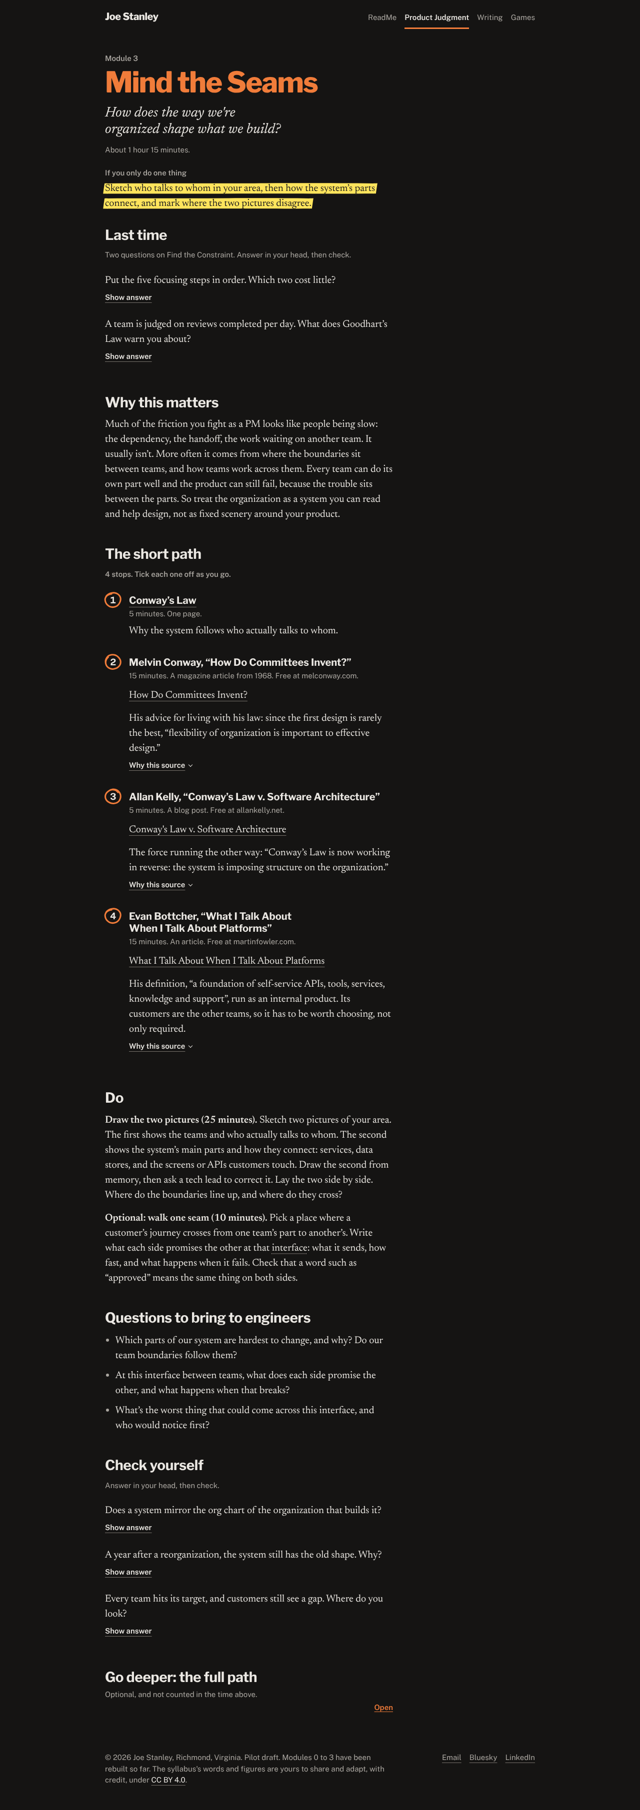 Joe Stanley
ReadMe Product Judgment Writing Games
Module 3
Mind the Seams
How does the way we're
organized shape what we build?
About 1 hour 15 minutes.
If you only do one thing
Sketch who talks to whom in your area, then how the system's parts
connect, and mark where the two pictures disagree.
Last time
Two questions on Find the Constraint. Answer in your head, then check.
Put the five focusing steps in order. Which two cost little?
Show answer
A team is judged on reviews completed per day. What does Goodhart's
Law warn you about?
Show answer
Why this matters
Much of the friction you fight as a PM looks like people being slow:
the dependency, the handoff, the work waiting on another team. It
usually isn't. More often it comes from where the boundaries sit
between teams, and how teams work across them. Every team can do its
own part well and the product can still fail, because the trouble sits
between the parts. So treat the organization as a system you can read
and help design, not as fixed scenery around your product.
The short path
4 stops. Tick each one off as you go.
1 Conway's Law
5 minutes. One page.
Why the system follows who actually talks to whom.
2 Melvin Conway, “How Do Committees Invent?”
15 minutes. A magazine article from 1968. Free at melconway.com.
How Do Committees Invent?
His advice for living with his law: since the first design is rarely
the best, “flexibility of organization is important to effective
design.”
Why this source
3 Allan Kelly, “Conway's Law v. Software Architecture”
5 minutes. A blog post. Free at allankelly.net.
Conway's Law v. Software Architecture
The force running the other way: “Conway's Law is now working
in reverse: the system is imposing structure on the organization.”
Why this source
4 Evan Bottcher, “What I Talk About
When I Talk About Platforms”
15 minutes. An article. Free at martinfowler.com.
What I Talk About When I Talk About Platforms
His definition, “a foundation of self-service APIs, tools, services,
knowledge and support”, run as an internal product. Its
customers are the other teams, so it has to be worth choosing, not
only required.
Why this source
Do
Draw the two pictures (25 minutes). Sketch two pictures of your area.
The first shows the teams and who actually talks to whom. The second
shows the system's main parts and how they connect: services, data
stores, and the screens or APIs customers touch. Draw the second from
memory, then ask a tech lead to correct it. Lay the two side by side.
Where do the boundaries line up, and where do they cross?
Optional: walk one seam (10 minutes). Pick a place where a
customer's journey crosses from one team's part to another's. Write
what each side promises the other at that interface: what it sends, how
fast, and what happens when it fails. Check that a word such as
“approved” means the same thing on both sides.
Questions to bring to engineers
• Which parts of our system are hardest to change, and why? Do our
team boundaries follow them?
• At this interface between teams, what does each side promise the
other, and what happens when that breaks?
• What's the worst thing that could come across this interface, and
who would notice first?
Check yourself
Answer in your head, then check.
Does a system mirror the org chart of the organization that builds it?
Show answer
A year after a reorganization, the system still has the old shape. Why?
Show answer
Every team hits its target, and customers still see a gap. Where do you
look?
Show answer
Go deeper: the full path
Optional, and not counted in the time above.
Open
© 2026 Joe Stanley, Richmond, Virginia. Pilot draft. Modules 0 to 3 have been
rebuilt so far. The syllabus's words and figures are yours to share and adapt, with
credit, under CC BY 4.0.
Email Bluesky LinkedIn